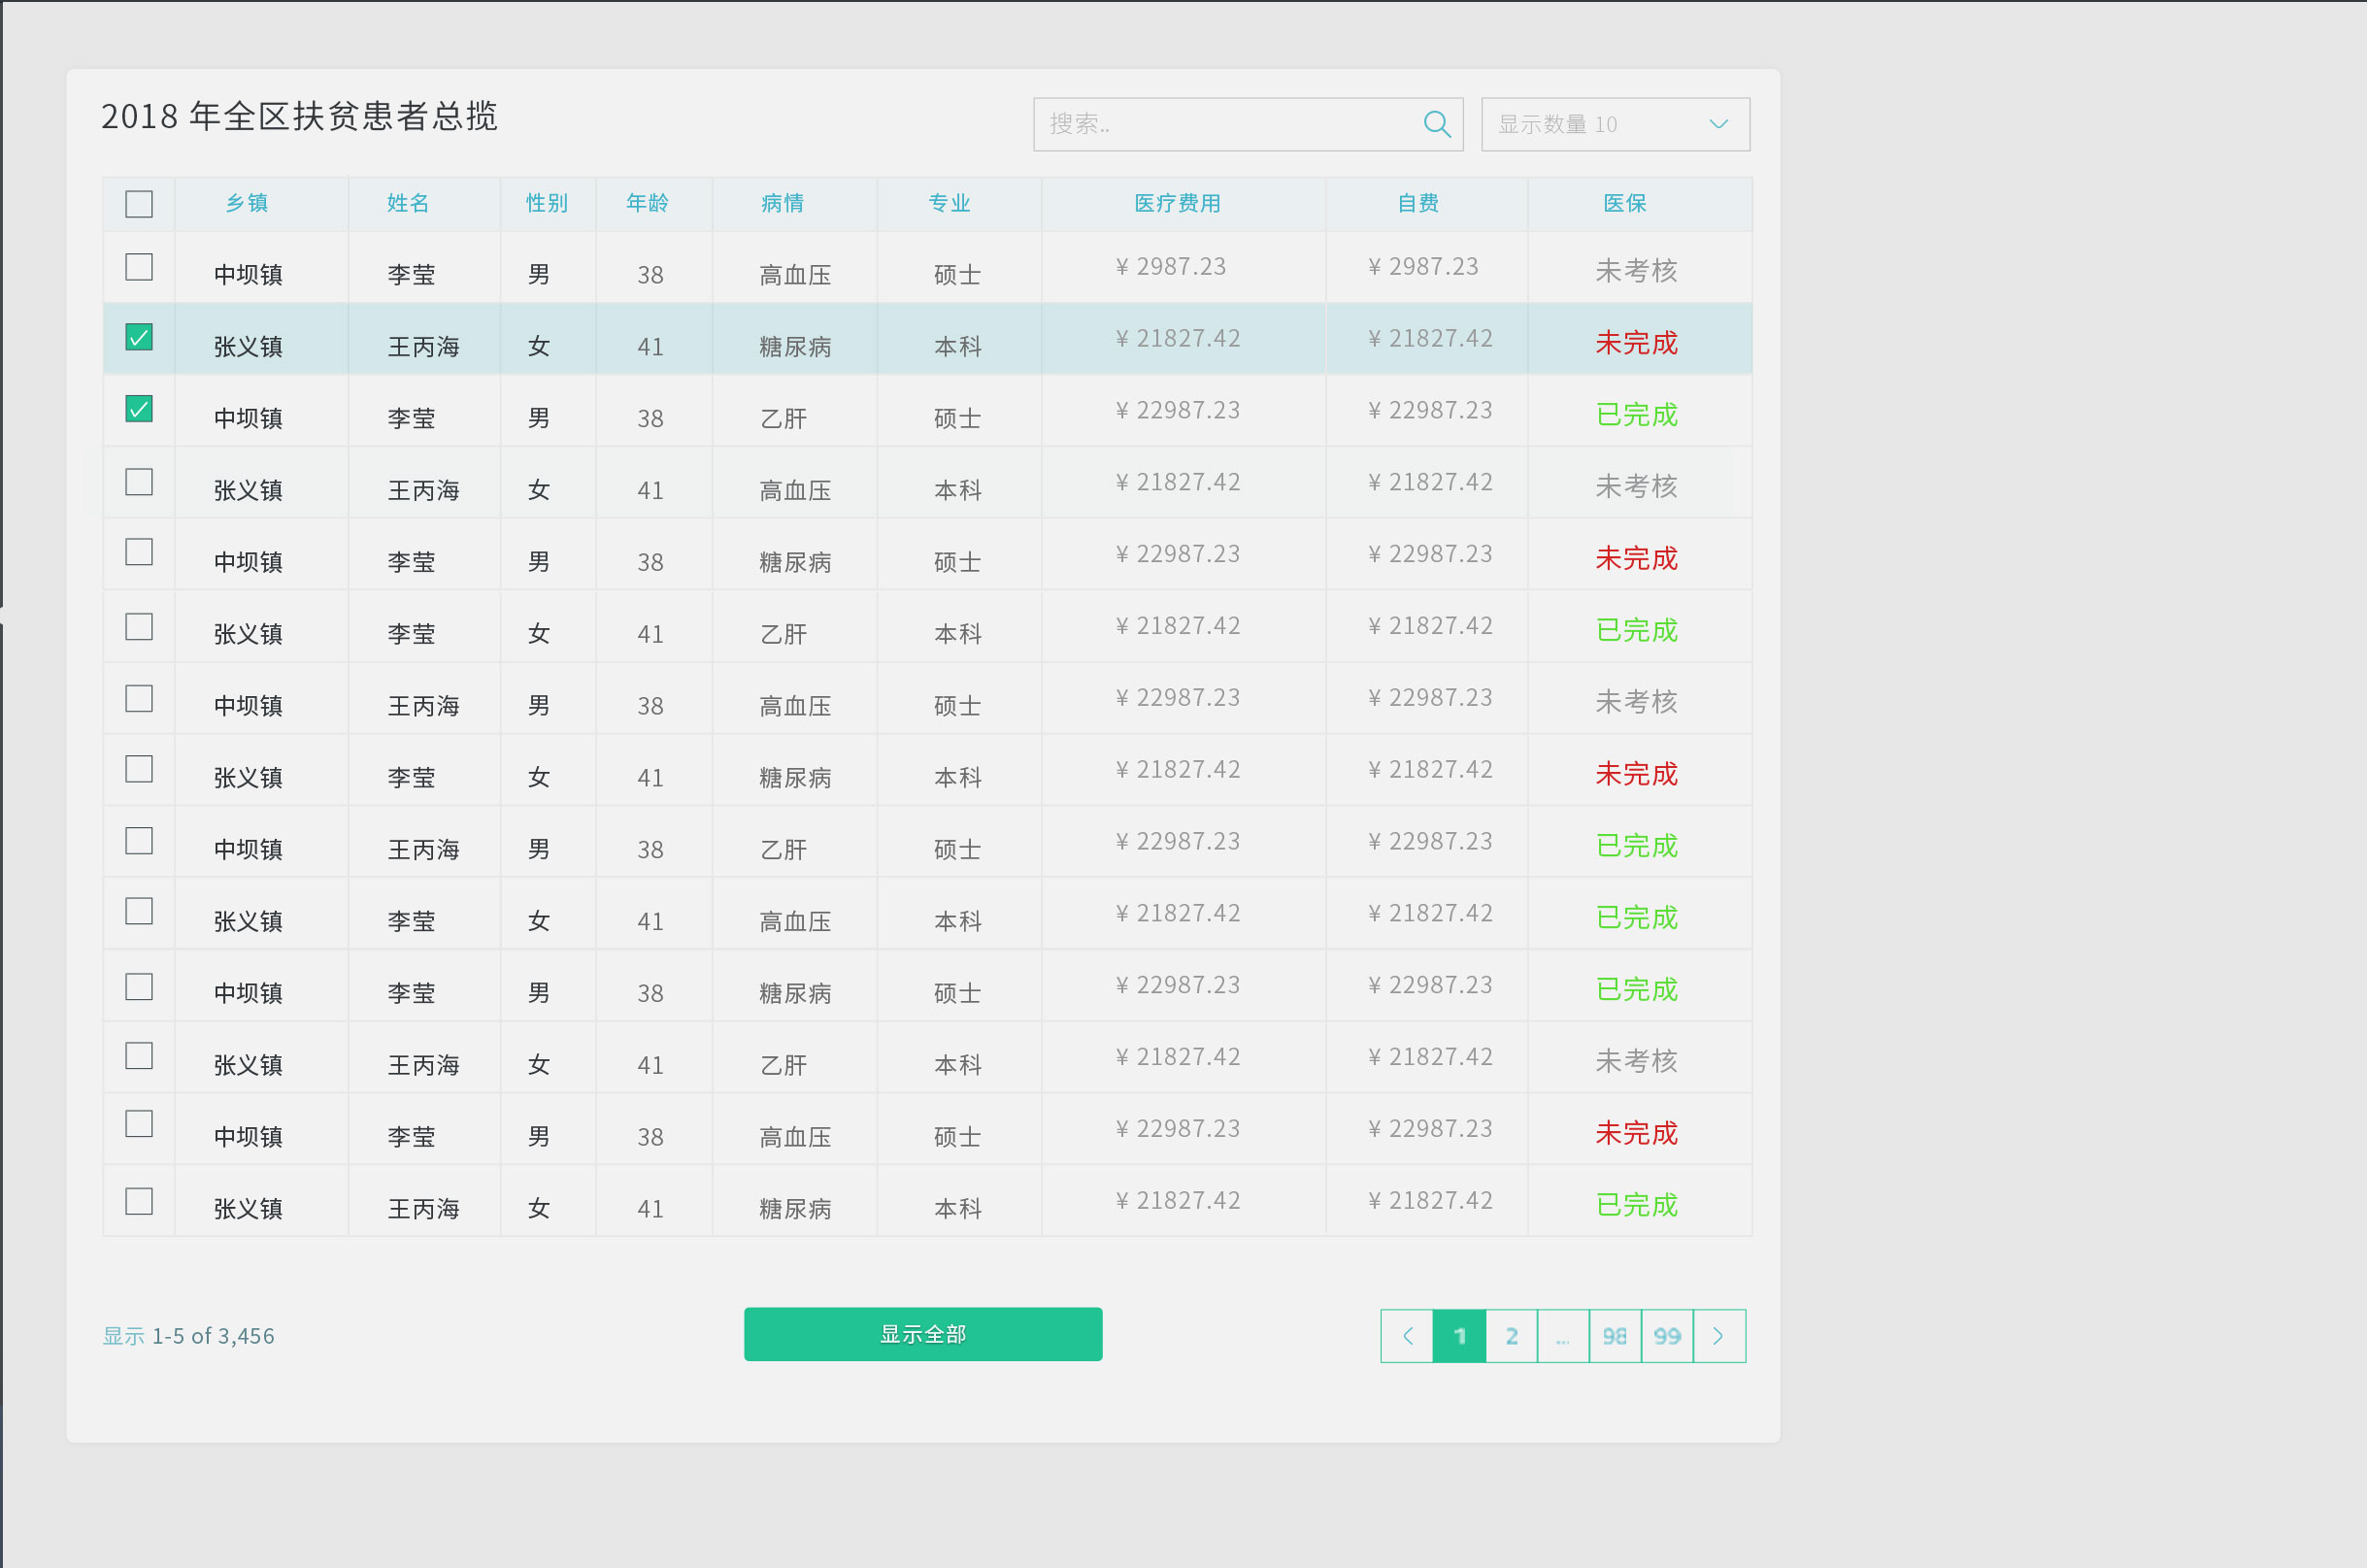 2018 年全区扶贫患者总揽
搜索..
显示数量 10
乡镇 姓名 性别 年龄 病情 专业 医疗费用 自费 医保
中坝镇 李莹 男 38 高血压 硕士 ¥ 2987.23 ¥ 2987.23 未考核
张义镇 王丙海 女 41 糖尿病 本科 ¥ 21827.42 ¥ 21827.42 未完成
中坝镇 李莹 男 38 乙肝 硕士 ¥ 22987.23 ¥ 22987.23 已完成
张义镇 王丙海 女 41 高血压 本科 ¥ 21827.42 ¥ 21827.42 未考核
中坝镇 李莹 男 38 糖尿病 硕士 ¥ 22987.23 ¥ 22987.23 未完成
张义镇 李莹 女 41 乙肝 本科 ¥ 21827.42 ¥ 21827.42 已完成
中坝镇 王丙海 男 38 高血压 硕士 ¥ 22987.23 ¥ 22987.23 未考核
张义镇 李莹 女 41 糖尿病 本科 ¥ 21827.42 ¥ 21827.42 未完成
中坝镇 王丙海 男 38 乙肝 硕士 ¥ 22987.23 ¥ 22987.23 已完成
张义镇 李莹 女 41 高血压 本科 ¥ 21827.42 ¥ 21827.42 已完成
中坝镇 李莹 男 38 糖尿病 硕士 ¥ 22987.23 ¥ 22987.23 已完成
张义镇 王丙海 女 41 乙肝 本科 ¥ 21827.42 ¥ 21827.42 未考核
中坝镇 李莹 男 38 高血压 硕士 ¥ 22987.23 ¥ 22987.23 未完成
张义镇 王丙海 女 41 糖尿病 本科 ¥ 21827.42 ¥ 21827.42 已完成
显示 1-5 of 3,456
显示全部
1 2 ... 98 99